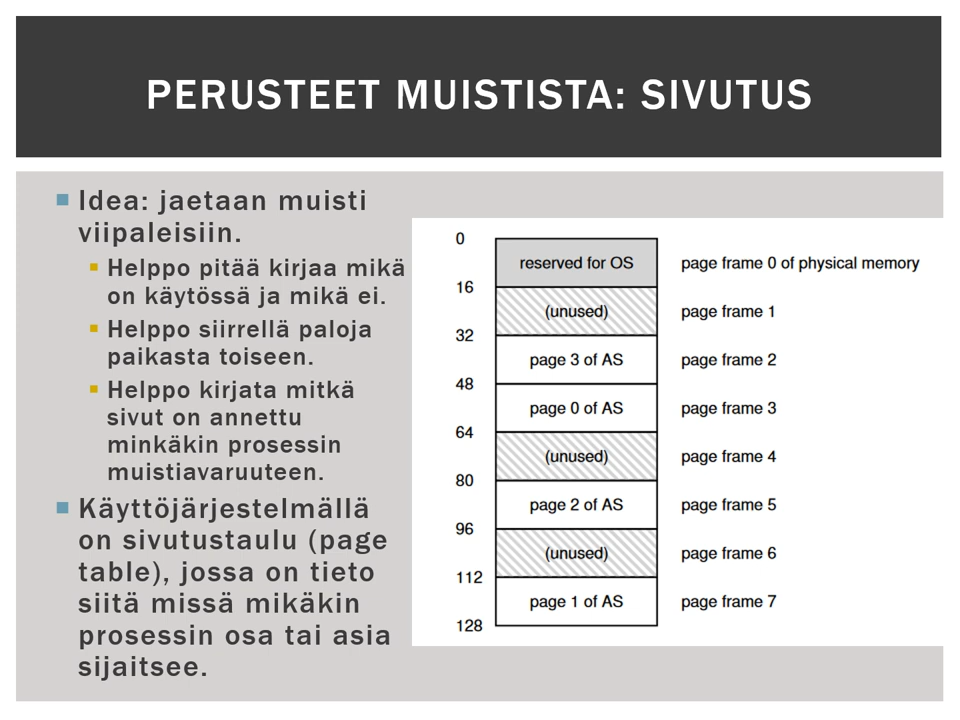 PERUSTEET MUISTISTA: SIVUTUS
Idea: jaetaan muisti
viipaleisiin.
Helppo pitää kirjaa mikä
on käytössä ja mikä ei.
Helppo siirrellä paloja
paikasta toiseen.
Helppo kirjata mitkä
sivut on annettu
minkäkin prosessin
muistiavaruuteen.
Käyttöjärjestelmällä
on sivutustaulu (page
table), jossa on tieto
siitä missä mikäkin
prosessin osa tai asia
sijaitsee.
0
reserved for OS page frame 0 of physical memory
16
(unused) page frame 1
32
page 3 of AS page frame 2
48
page 0 of AS page frame 3
64
(unused) page frame 4
80
page 2 of AS page frame 5
96
(unused) page frame 6
112
page 1 of AS page frame 7
128